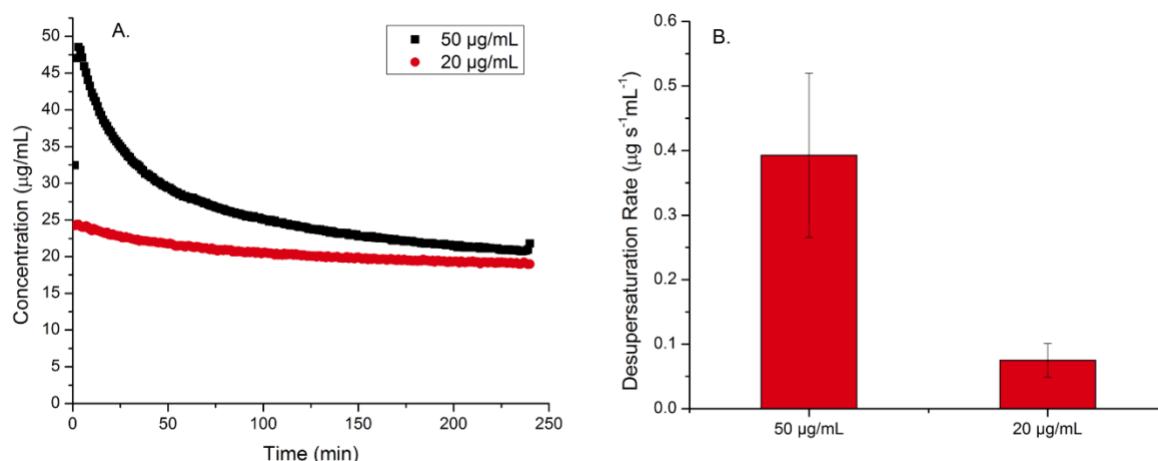 A.
50 µg/mL
20 µg/mL
Concentration (µg/mL)
50
45
40
35
30
25
20
15
10
5
0
0 50 100 150 200 250
Time (min)
B.
Desupersaturation Rate (µg s⁻¹mL⁻¹)
0.6
0.5
0.4
0.3
0.2
0.1
0.0
50 µg/mL 20 µg/mL